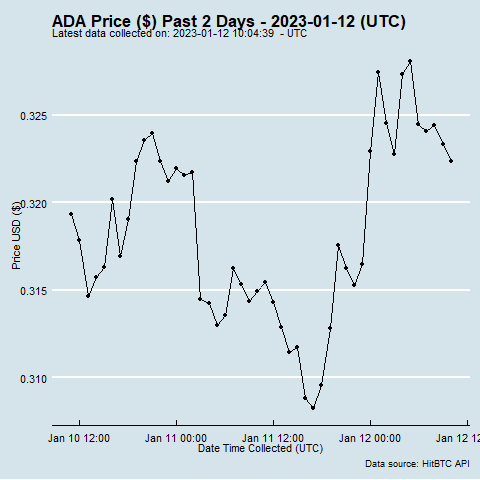 ADA Price ($) Past 2 Days - 2023-01-12 (UTC)
Latest data collected on: 2023-01-12 10:04:39 - UTC
0.325
0.320
0.315
0.310
Price USD ($)
Jan 10 12:00 Jan 11 00:00 Jan 11 12:00 Jan 12 00:00 Jan 12 12
Date Time Collected (UTC)
Data source: HitBTC API